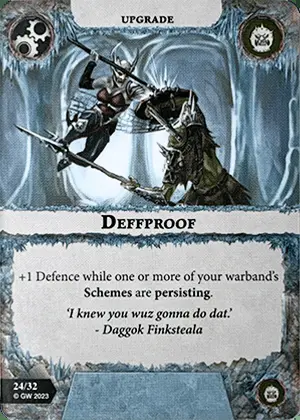 UPGRADE
DEFFPROOF
+1 Defence while one or more of your warband's
Schemes are persisting.
‘I knew you wuz gonna do dat.’
- Daggok Finksteala
24/32
© GW 2023